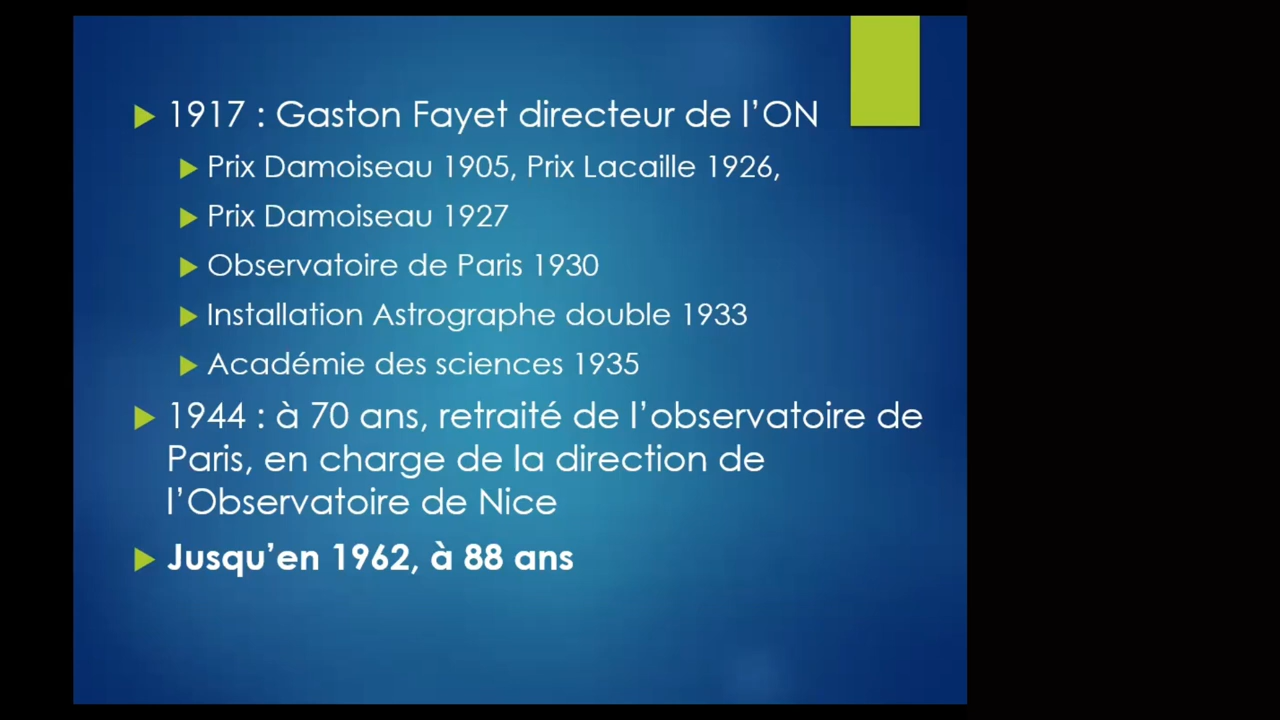 1917 : Gaston Fayet directeur de l’ON
Prix Damoiseau 1905, Prix Lacaille 1926,
Prix Damoiseau 1927
Observatoire de Paris 1930
Installation Astrographe double 1933
Académie des sciences 1935
1944 : à 70 ans, retraité de l’observatoire de
Paris, en charge de la direction de
l’Observatoire de Nice
Jusqu’en 1962, à 88 ans